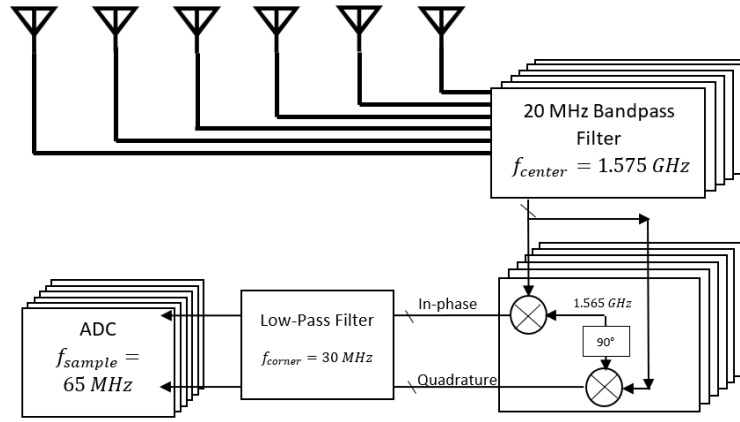 20 MHz Bandpass
Filter
f_center = 1.575 GHz
1.565 GHz
In-phase
90°
Low-Pass Filter
f_corner = 30 MHz
ADC
f_sample =
65 MHz
Quadrature